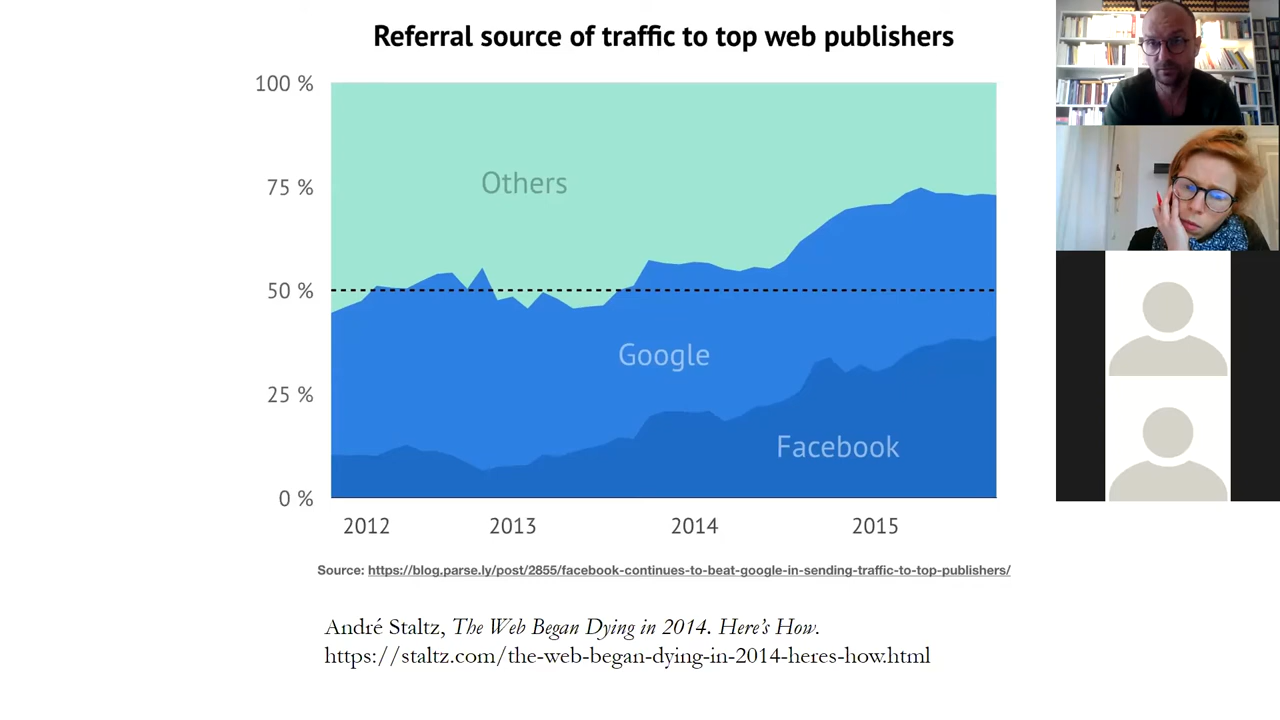 Referral source of traffic to top web publishers
100 %
Others
75 %
50 %
Google
25 %
Facebook
0 %
2012 2013 2014 2015
Source: https://blog.parse.ly/post/2855/facebook-continues-to-beat-google-in-sending-traffic-to-top-publishers/
André Staltz, The Web Began Dying in 2014. Here's How.
https://staltz.com/the-web-began-dying-in-2014-heres-how.html